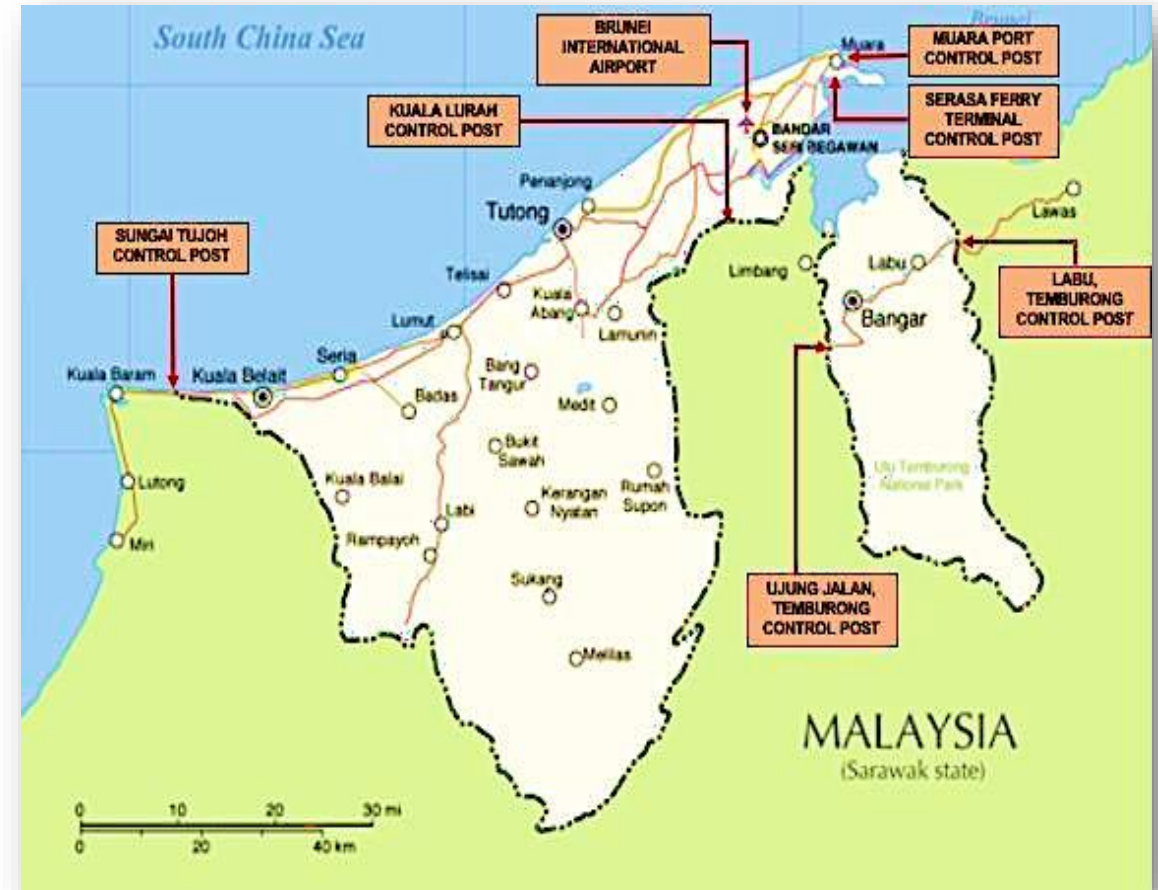 South China Sea
Brunei
BRUNEI
INTERNATIONAL
AIRPORT
Muara
MUARA PORT
CONTROL POST
SERASA FERRY
TERMINAL
CONTROL POST
KUALA LURAH
CONTROL POST
BANDAR
SERI BEGAWAN
Penanjong
Tutong
Lawas
SUNGAI TUJOH
CONTROL POST
Limbang
Labu
LABU,
TEMBURONG
CONTROL POST
Telisai
Kuala
Abang
Lamunin
Bangar
Lumut
Seria
Kuala Baram
Kuala Belait
Bang
Tangur
Badas
Medit
Bukit
Sawah
Ulu Temburong
National Park
Lutong
Kuala Balai
Kerangan
Nyatan
Rumah
Supon
Labi
Miri
Rampayoh
Sukang
UJUNG JALAN,
TEMBURONG
CONTROL POST
Melilas
MALAYSIA
(Sarawak state)
0 10 20 30 mi
0 20 40 km